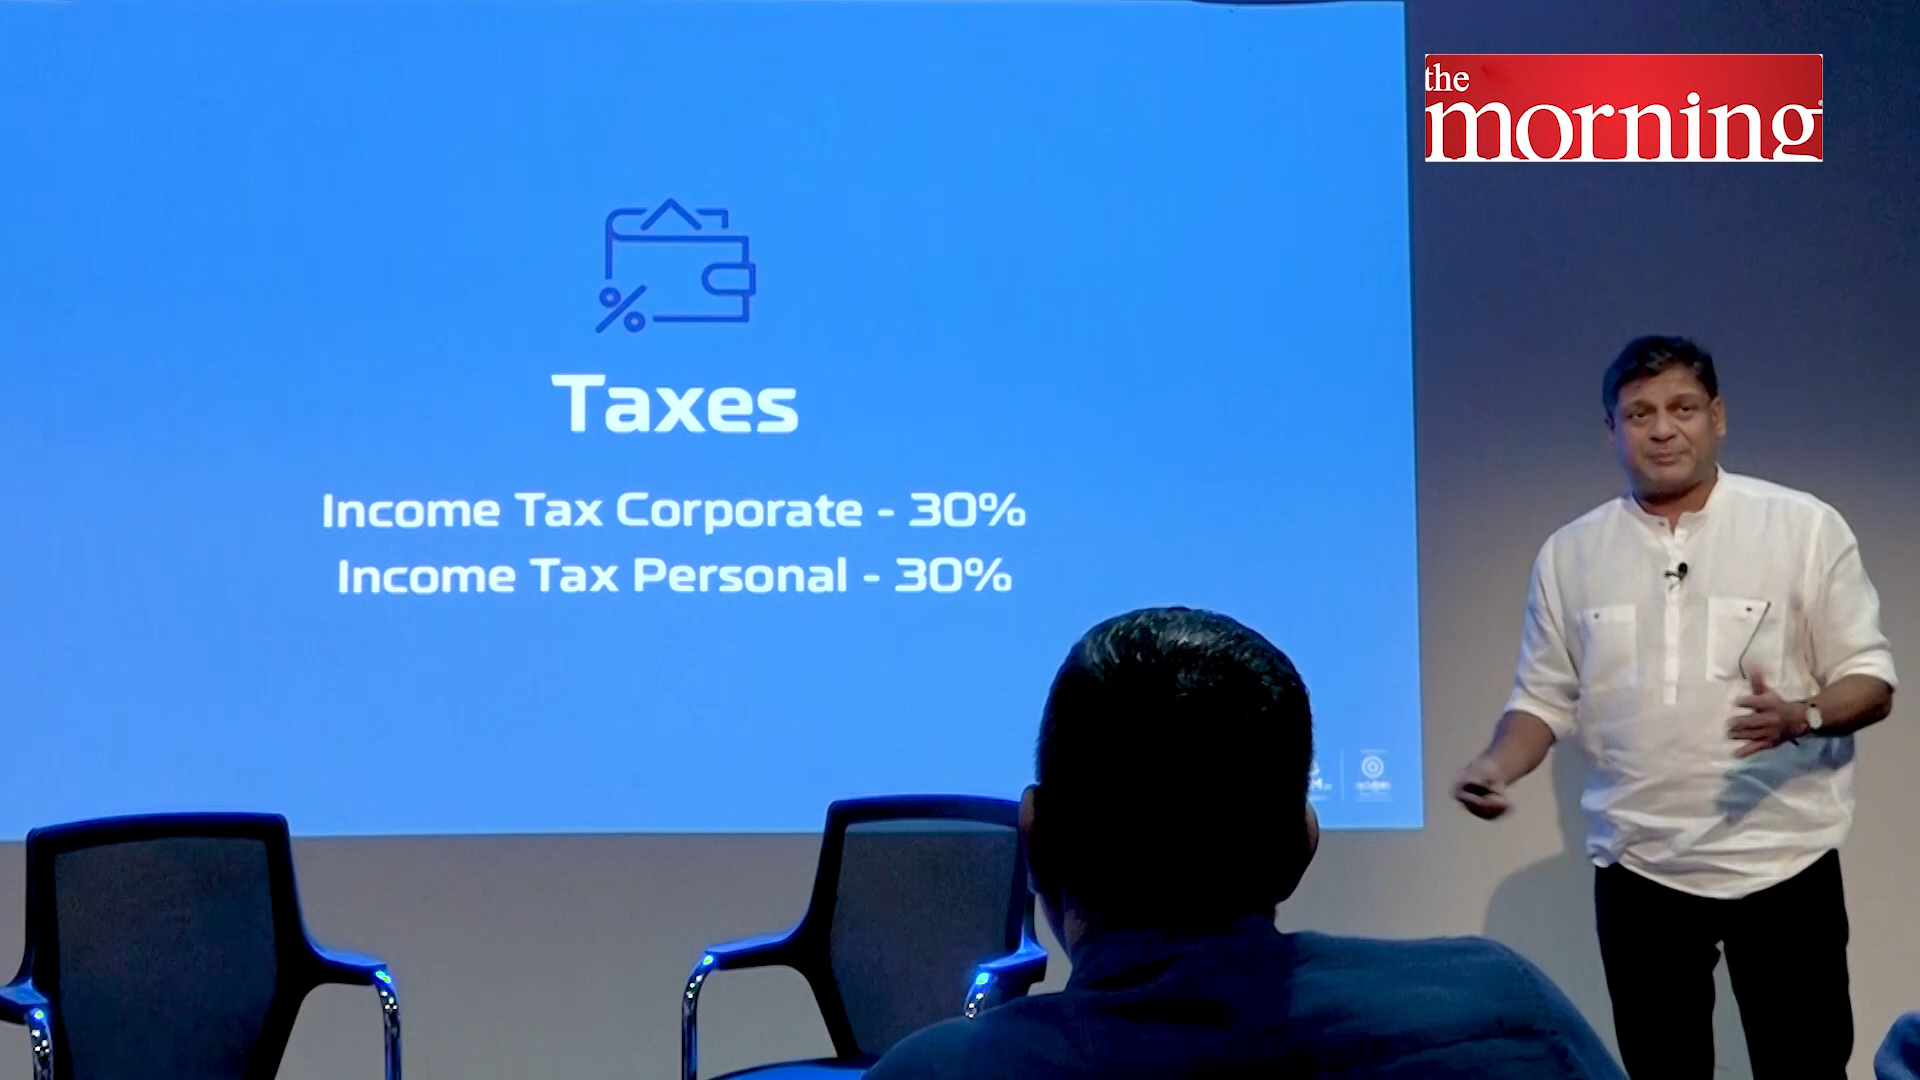 the
morning
Taxes
Income Tax Corporate - 30%
Income Tax Personal - 30%